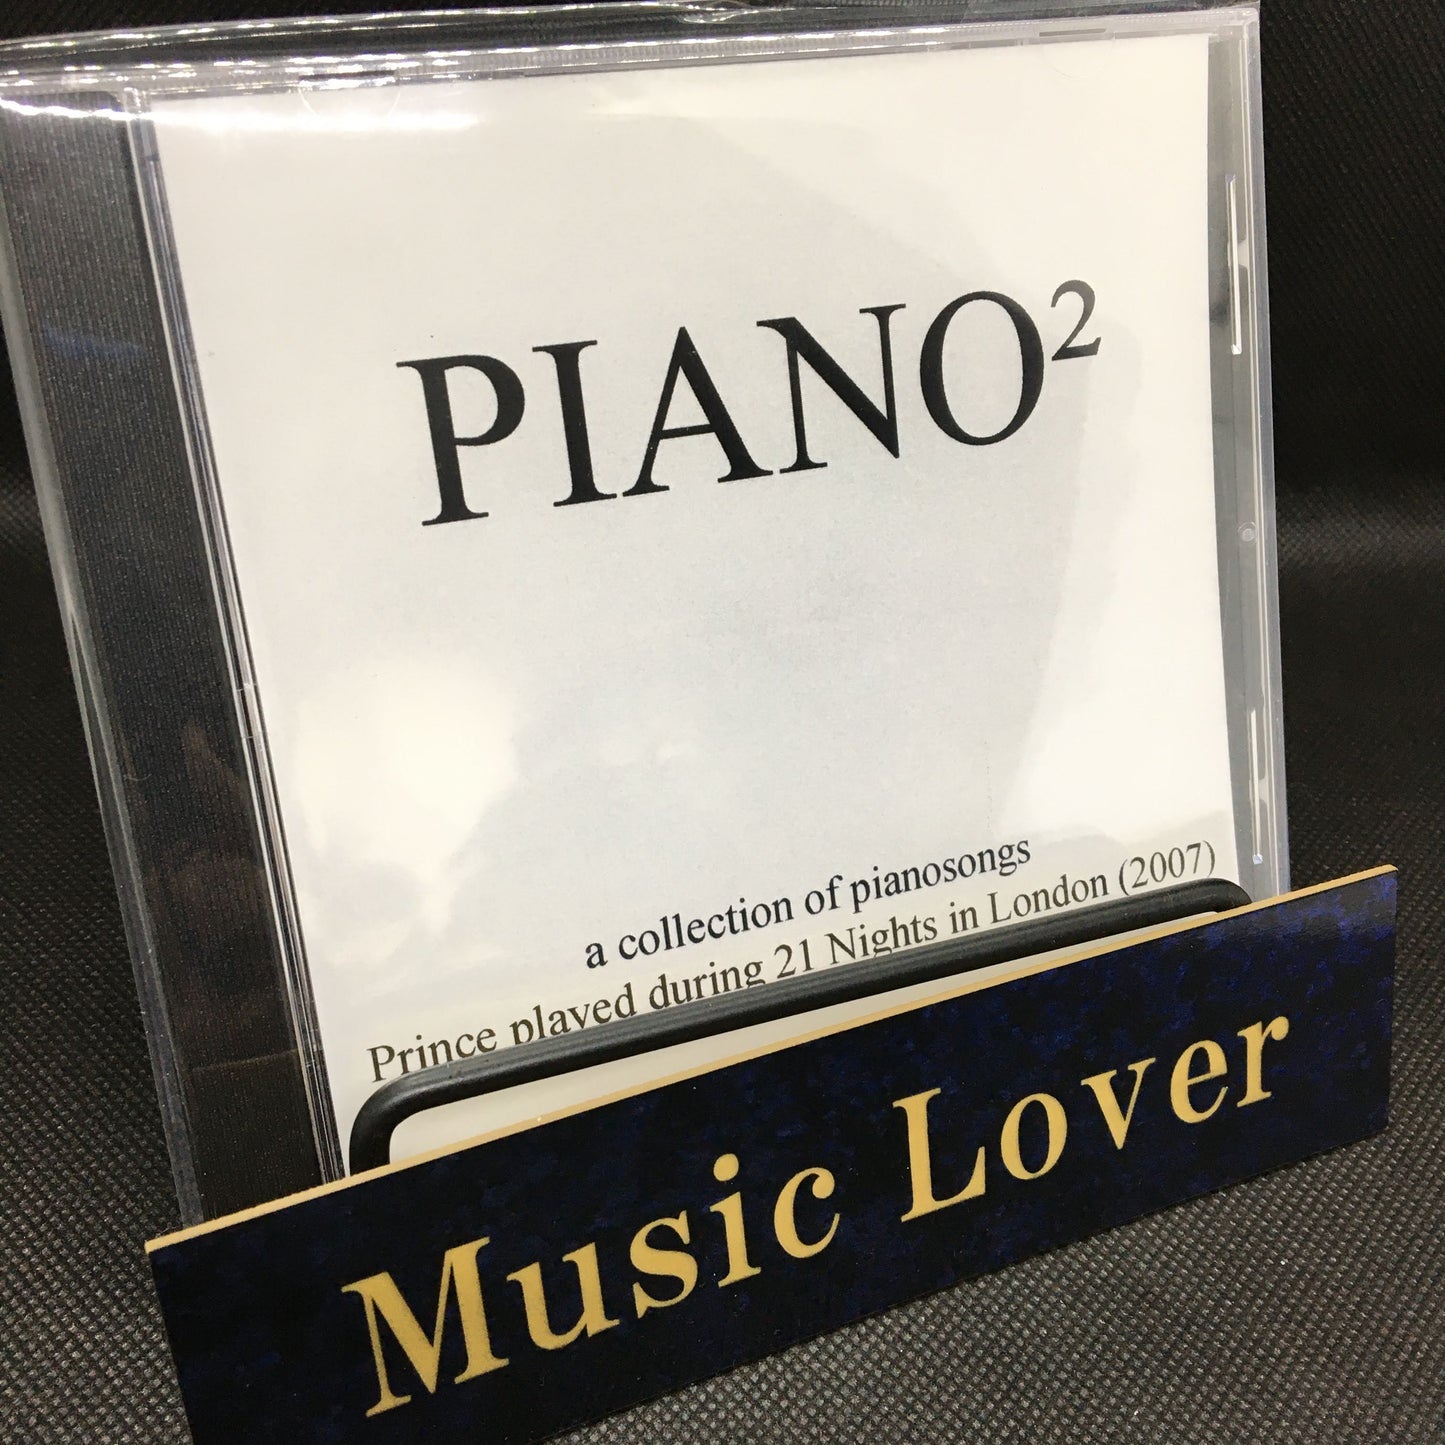 PIANO²
a collection of pianosongs
Prince played during 21 Nights in London (2007)
Music Lover